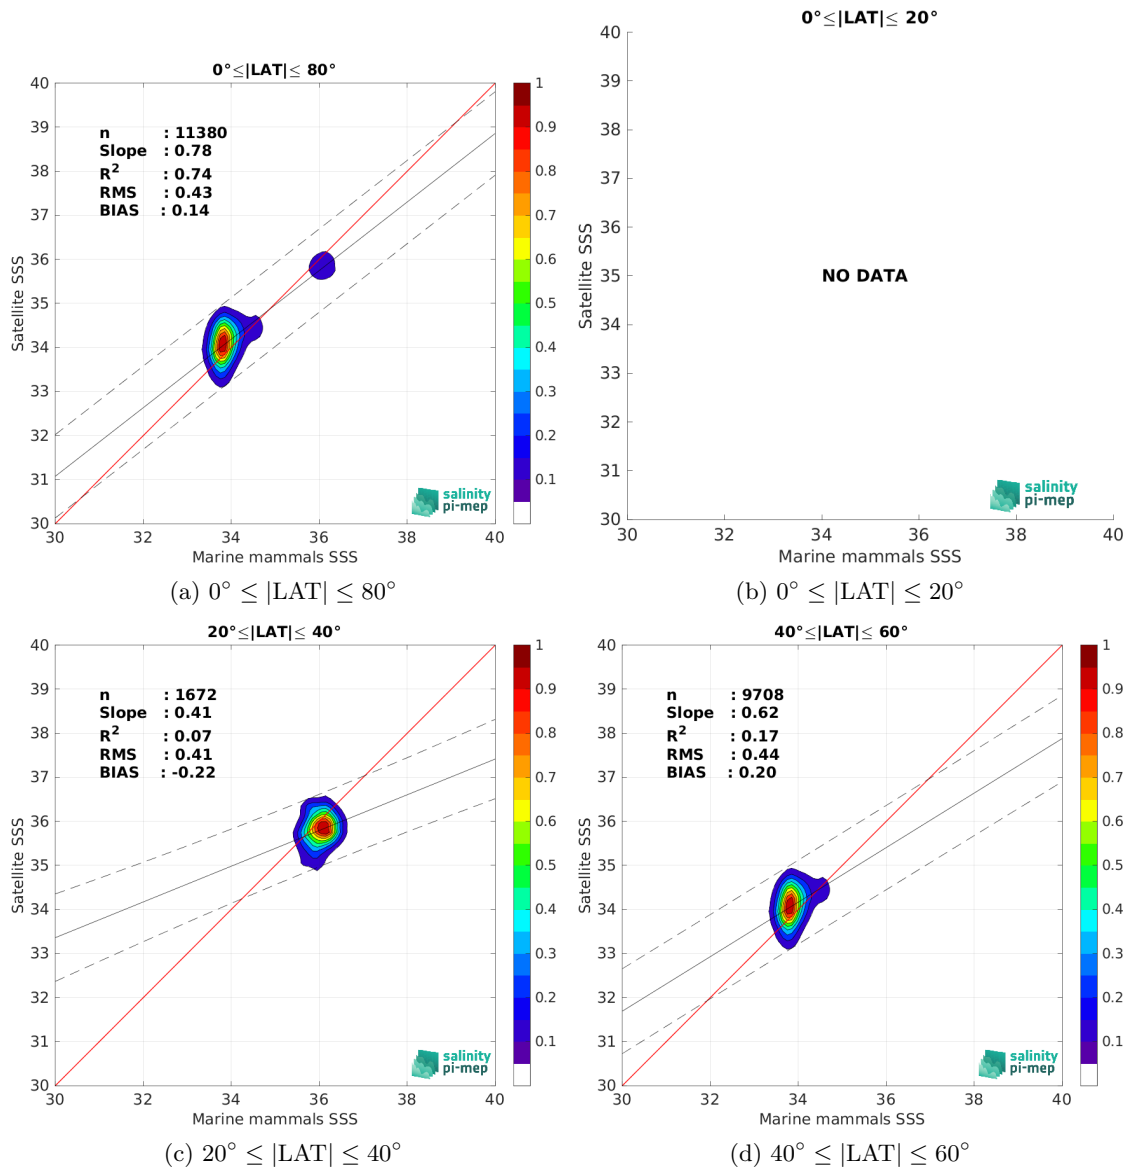 0°≤|LAT|≤ 80°
40
39
38
37
36
35
34
33
32
31
30
n : 11380
Slope : 0.78
R² : 0.74
RMS : 0.43
BIAS : 0.14
Satellite SSS
salinity
pi-mep
30 32 34 36 38 40
Marine mammals SSS
1
0.9
0.8
0.7
0.6
0.5
0.4
0.3
0.2
0.1
(a) 0° ≤ |LAT| ≤ 80°
0°≤|LAT|≤ 20°
40
39
38
37
36
35
34
33
32
31
30
Satellite SSS
NO DATA
salinity
pi-mep
30 32 34 36 38 40
Marine mammals SSS
(b) 0° ≤ |LAT| ≤ 20°
20°≤|LAT|≤ 40°
40
39
38
37
36
35
34
33
32
31
30
n : 1672
Slope : 0.41
R² : 0.07
RMS : 0.41
BIAS : -0.22
Satellite SSS
salinity
pi-mep
30 32 34 36 38 40
Marine mammals SSS
1
0.9
0.8
0.7
0.6
0.5
0.4
0.3
0.2
0.1
(c) 20° ≤ |LAT| ≤ 40°
40°≤|LAT|≤ 60°
40
39
38
37
36
35
34
33
32
31
30
n : 9708
Slope : 0.62
R² : 0.17
RMS : 0.44
BIAS : 0.20
Satellite SSS
salinity
pi-mep
30 32 34 36 38 40
Marine mammals SSS
1
0.9
0.8
0.7
0.6
0.5
0.4
0.3
0.2
0.1
(d) 40° ≤ |LAT| ≤ 60°